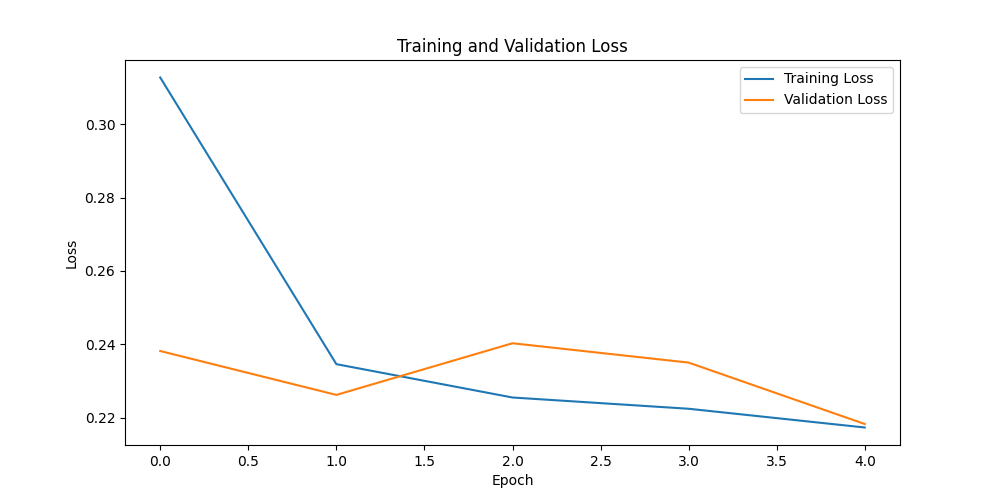 Training and Validation Loss
Training Loss
Validation Loss
Loss
0.30
0.28
0.26
0.24
0.22
0.0 0.5 1.0 1.5 2.0 2.5 3.0 3.5 4.0
Epoch